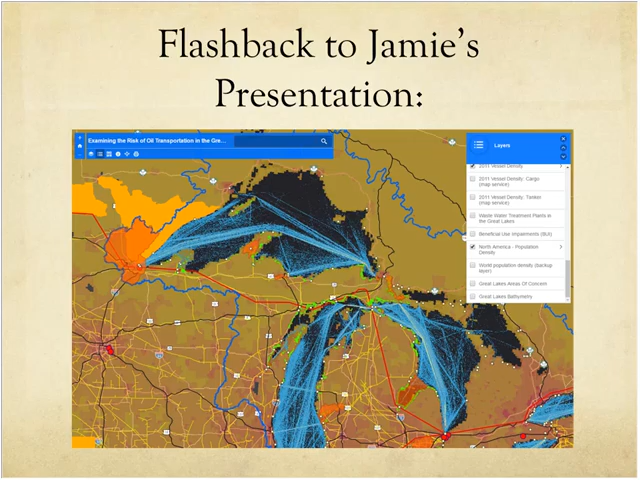 Flashback to Jamie's
Presentation:
Examining the Risk of Oil Transportation in the Gre...
Layers
2011 Vessel Density
2011 Vessel Density: Cargo
(map service)
2011 Vessel Density: Tanker
(map service)
Waste Water Treatment Plants in
the Great Lakes
Beneficial Use Impairments (BUI)
North America - Population
Density
World population density (backup
layer)
Great Lakes Areas Of Concern
Great Lakes Bathymetry